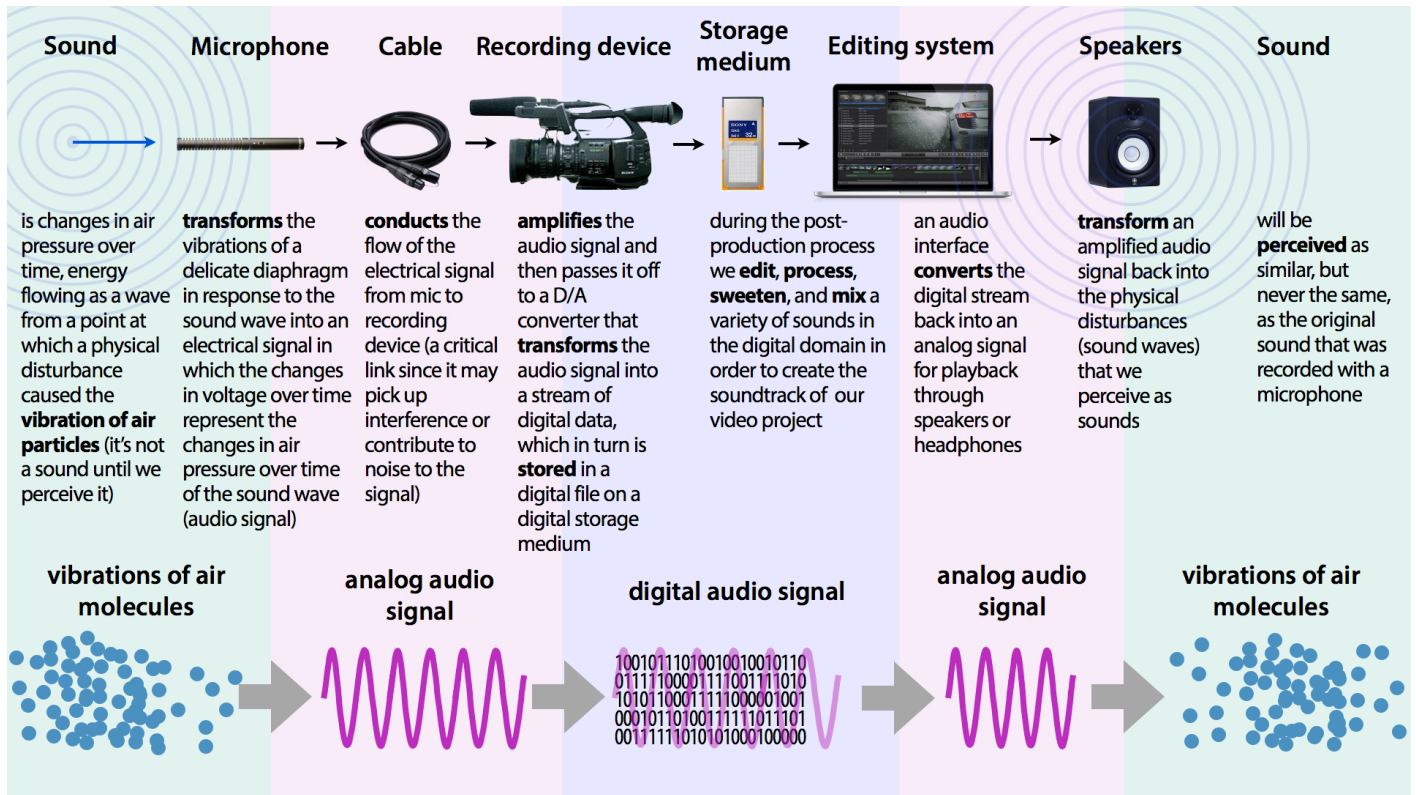 Sound
Microphone
Cable
Recording device
Storage
medium
Editing system
Speakers
Sound
SONY
SONY
is changes in air
pressure over
time, energy
flowing as a wave
from a point at
which a physical
disturbance
caused the
vibration of air
particles (it’s not
a sound until we
perceive it)
transforms the
vibrations of a
delicate diaphragm
in response to the
sound wave into an
electrical signal in
which the changes
in voltage over time
represent the
changes in air
pressure over time
of the sound wave
(audio signal)
conducts the
flow of the
electrical signal
from mic to
recording
device (a critical
link since it may
pick up
interference or
contribute to
noise to the
signal)
amplifies the
audio signal and
then passes it off
to a D/A
converter that
transforms the
audio signal into
a stream of
digital data,
which in turn is
stored in a
digital file on a
digital storage
medium
during the post-
production process
we edit, process,
sweeten, and mix a
variety of sounds in
the digital domain in
order to create the
soundtrack of our
video project
an audio
interface
converts the
digital stream
back into an
analog signal
for playback
through
speakers or
headphones
transform an
amplified audio
signal back into
the physical
disturbances
(sound waves)
that we
perceive as
sounds
will be
perceived as
similar, but
never the same,
as the original
sound that was
recorded with a
microphone
vibrations of air
molecules
analog audio
signal
digital audio signal
analog audio
signal
vibrations of air
molecules
1001011101001001001 0110